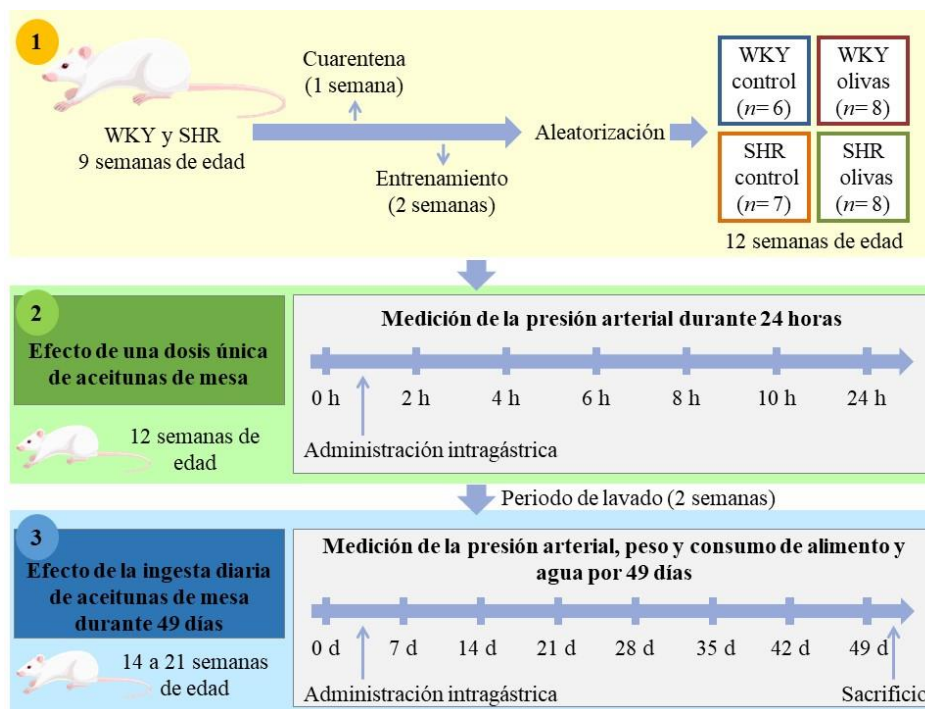 1
Cuarentena
(1 semana)
WKY y SHR
9 semanas de edad
Entrenamiento
(2 semanas)
Aleatorización
WKY
control
(n= 6)
WKY
olivas
(n= 8)
SHR
control
(n= 7)
SHR
olivas
(n= 8)
12 semanas de edad
2
Efecto de una dosis única
de aceitunas de mesa
12 semanas de
edad
Medición de la presión arterial durante 24 horas
0 h 2 h 4 h 6 h 8 h 10 h 24 h
Administración intragástrica
Periodo de lavado (2 semanas)
3
Efecto de la ingesta diaria
de aceitunas de mesa
durante 49 días
14 a 21 semanas
de edad
Medición de la presión arterial, peso y consumo de alimento y
agua por 49 días
0 d 7 d 14 d 21 d 28 d 35 d 42 d 49 d
Administración intragástrica
Sacrificio